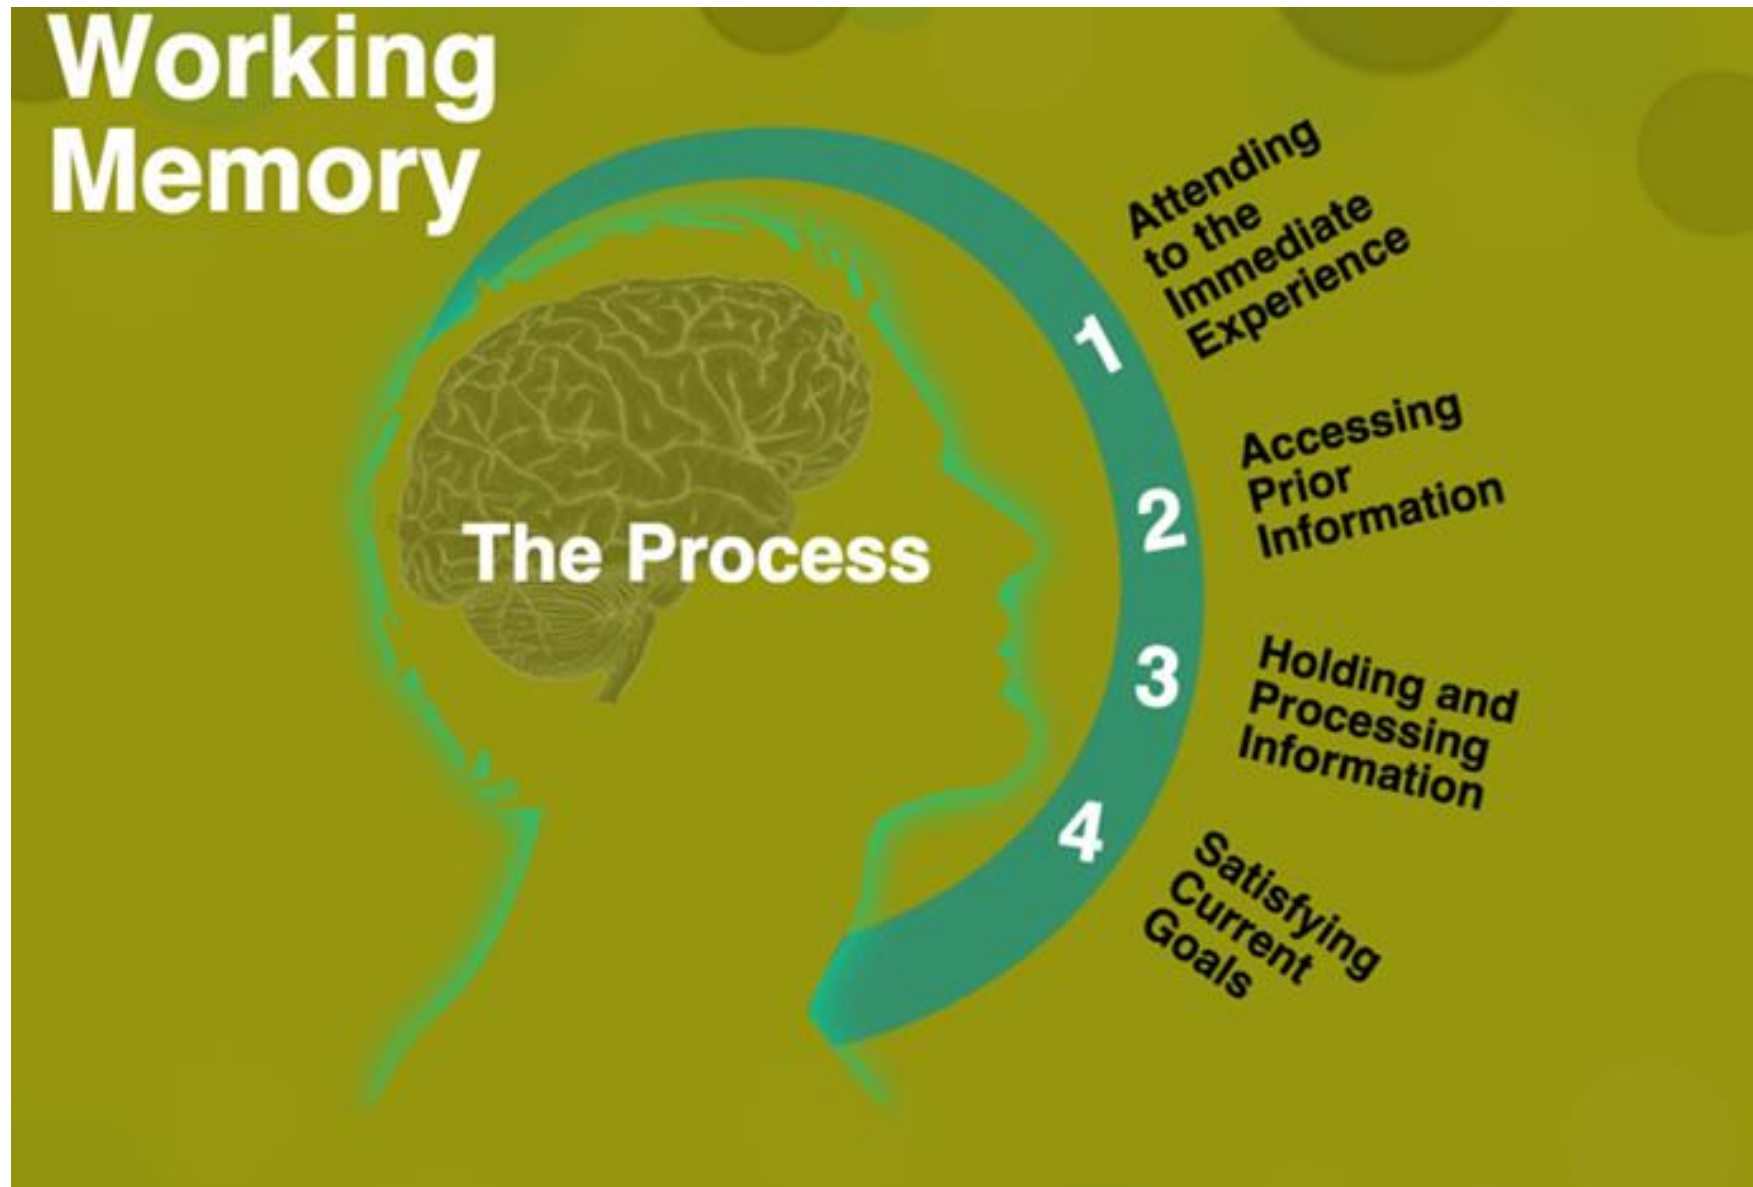 Working
Memory
The Process
1
Attending
to the
Immediate
Experience
2
Accessing
Prior
Information
3
Holding and
Processing
Information
4
Satisfying
Current
Goals